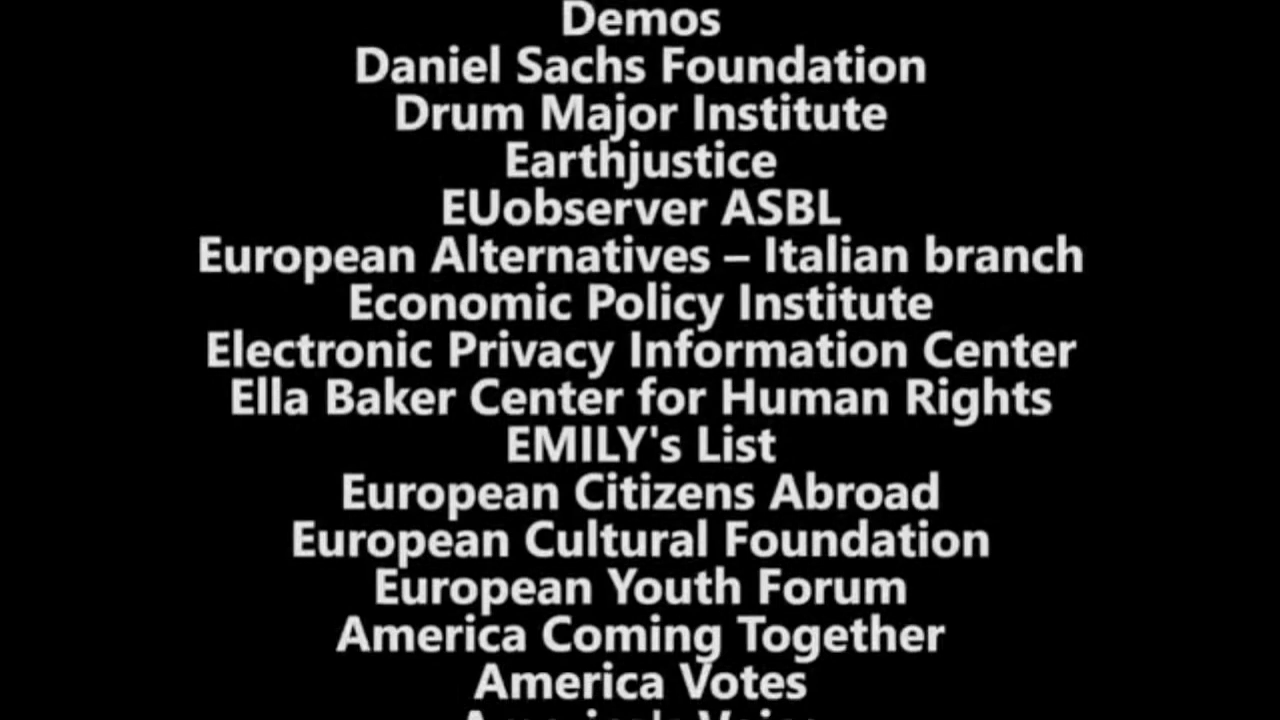 Demos
Daniel Sachs Foundation
Drum Major Institute
Earthjustice
EUobserver ASBL
European Alternatives – Italian branch
Economic Policy Institute
Electronic Privacy Information Center
Ella Baker Center for Human Rights
EMILY's List
European Citizens Abroad
European Cultural Foundation
European Youth Forum
America Coming Together
America Votes